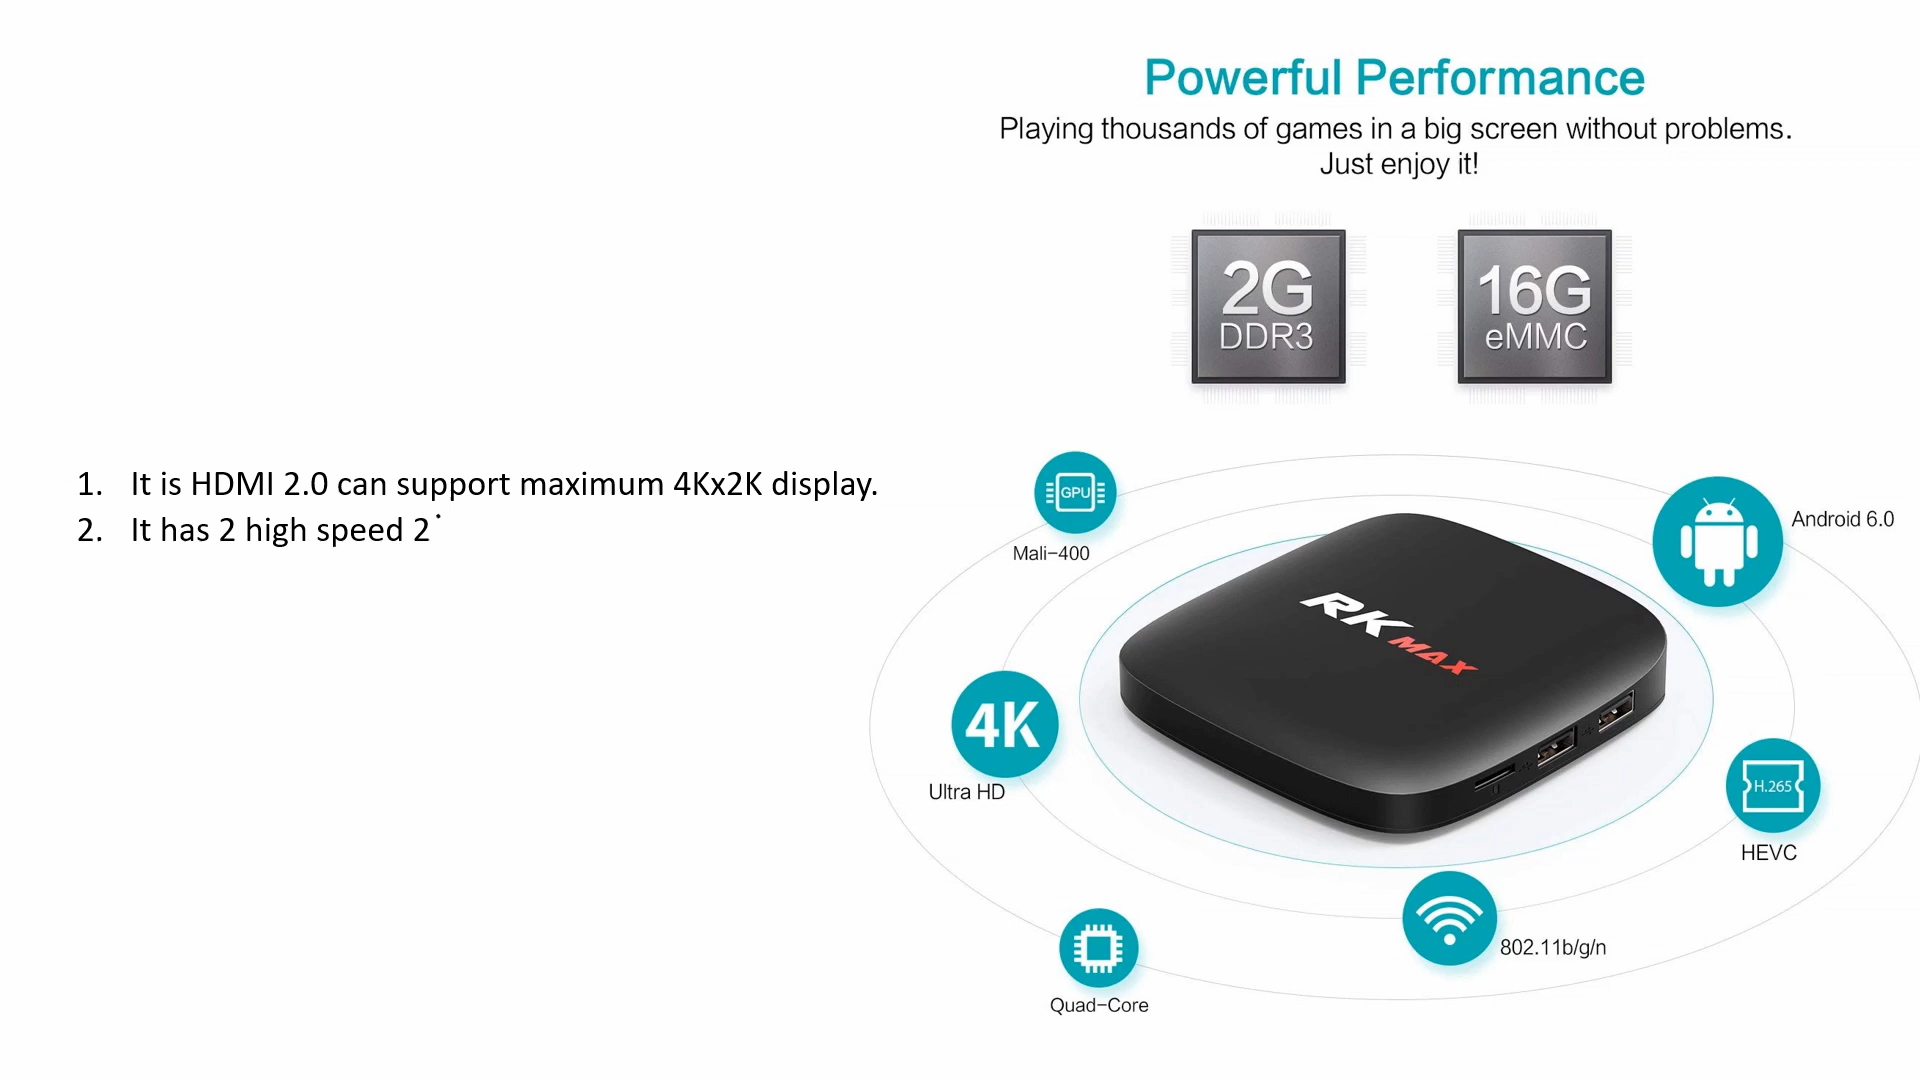 Powerful Performance
Playing thousands of games in a big screen without problems.
Just enjoy it!
2G
DDR3
16G
eMMC
1. It is HDMI 2.0 can support maximum 4Kx2K display.
2. It has 2 high speed 2
GPU
Mali-400
Android 6.0
RK MAX
4K
Ultra HD
H.265
HEVC
802.11b/g/n
Quad-Core